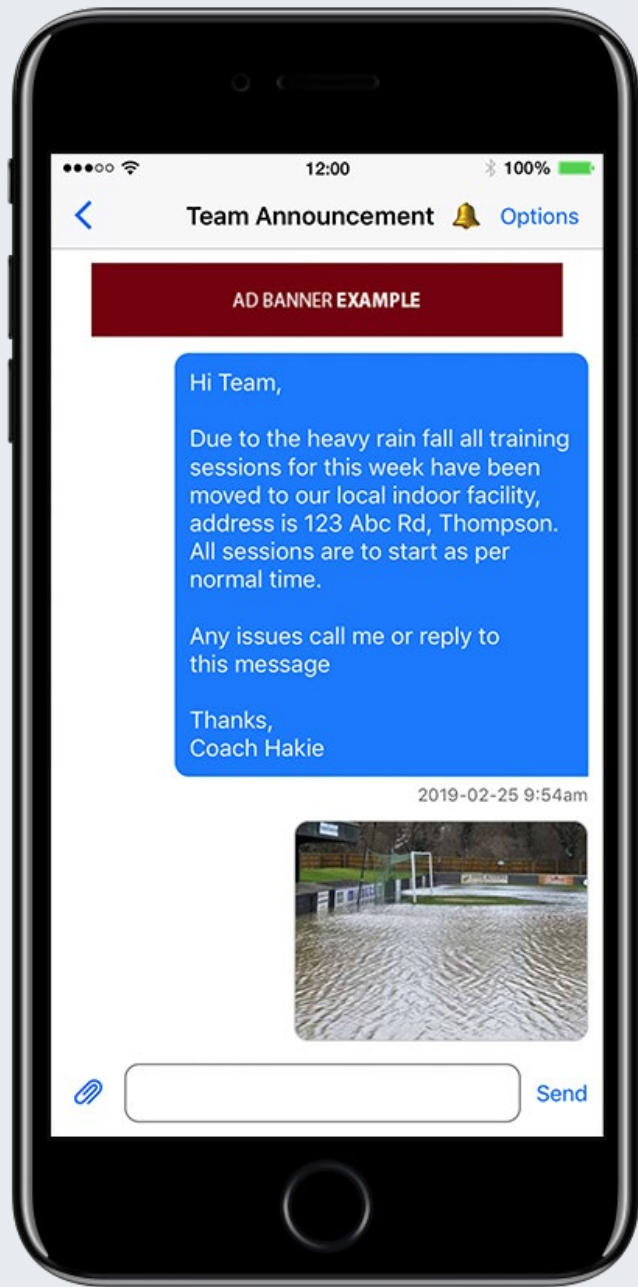 12:00
100%
Team Announcement
Options
AD BANNER EXAMPLE
Hi Team,
Due to the heavy rain fall all training
sessions for this week have been
moved to our local indoor facility,
address is 123 Abc Rd, Thompson.
All sessions are to start as per
normal time.
Any issues call me or reply to
this message
Thanks,
Coach Hakie
2019-02-25 9:54am
Send